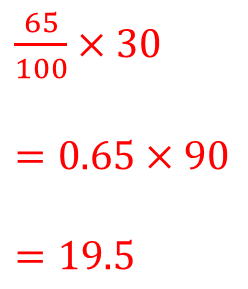 65/100 × 30
= 0.65 × 90
= 19.5